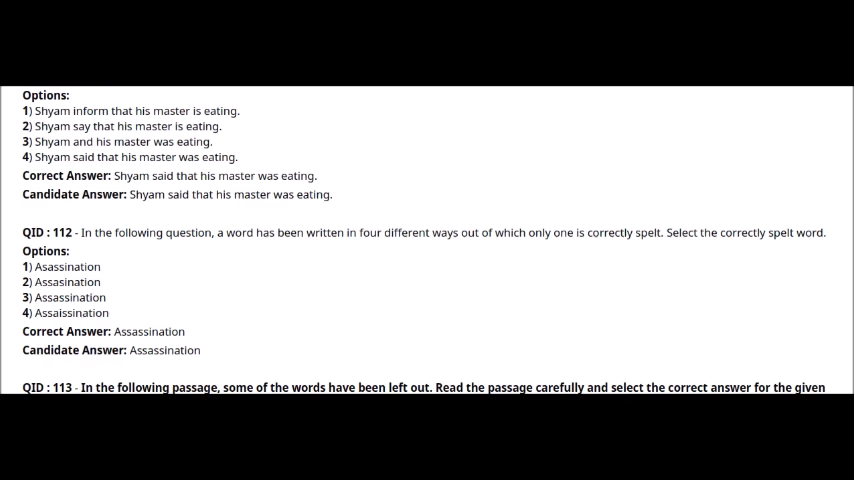 Options:
1) Shyam inform that his master is eating.
2) Shyam say that his master is eating.
3) Shyam and his master was eating.
4) Shyam said that his master was eating.
Correct Answer: Shyam said that his master was eating.
Candidate Answer: Shyam said that his master was eating.
QID : 112 - In the following question, a word has been written in four different ways out of which only one is correctly spelt. Select the correctly spelt word.
Options:
1) Asassination
2) Assasination
3) Assassination
4) Assaissination
Correct Answer: Assassination
Candidate Answer: Assassination
QID : 113 - In the following passage, some of the words have been left out. Read the passage carefully and select the correct answer for the given